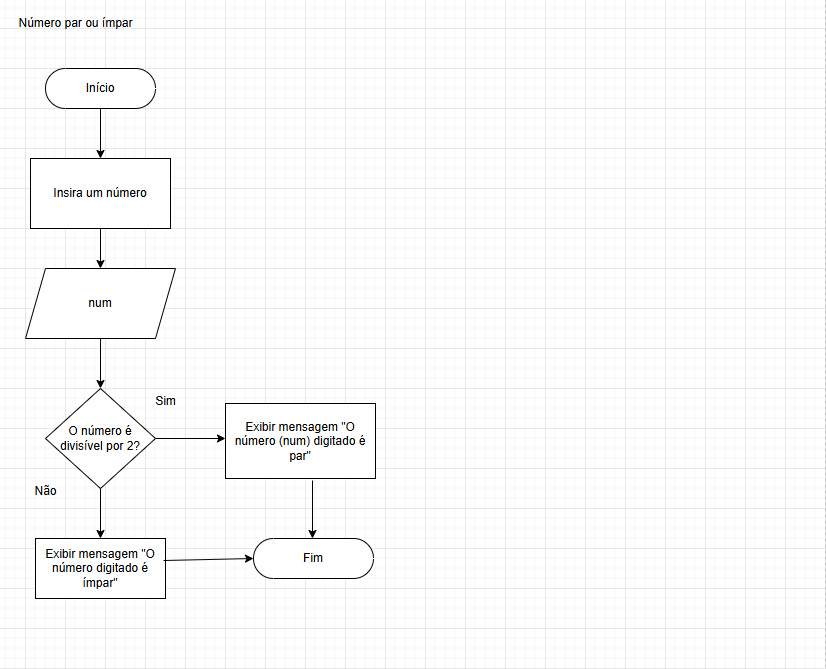 Número par ou ímpar
Início
Insira um número
num
O número é
divisível por 2?
Sim
Exibir mensagem "O
número (num) digitado é
par"
Não
Exibir mensagem "O
número digitado é
ímpar"
Fim